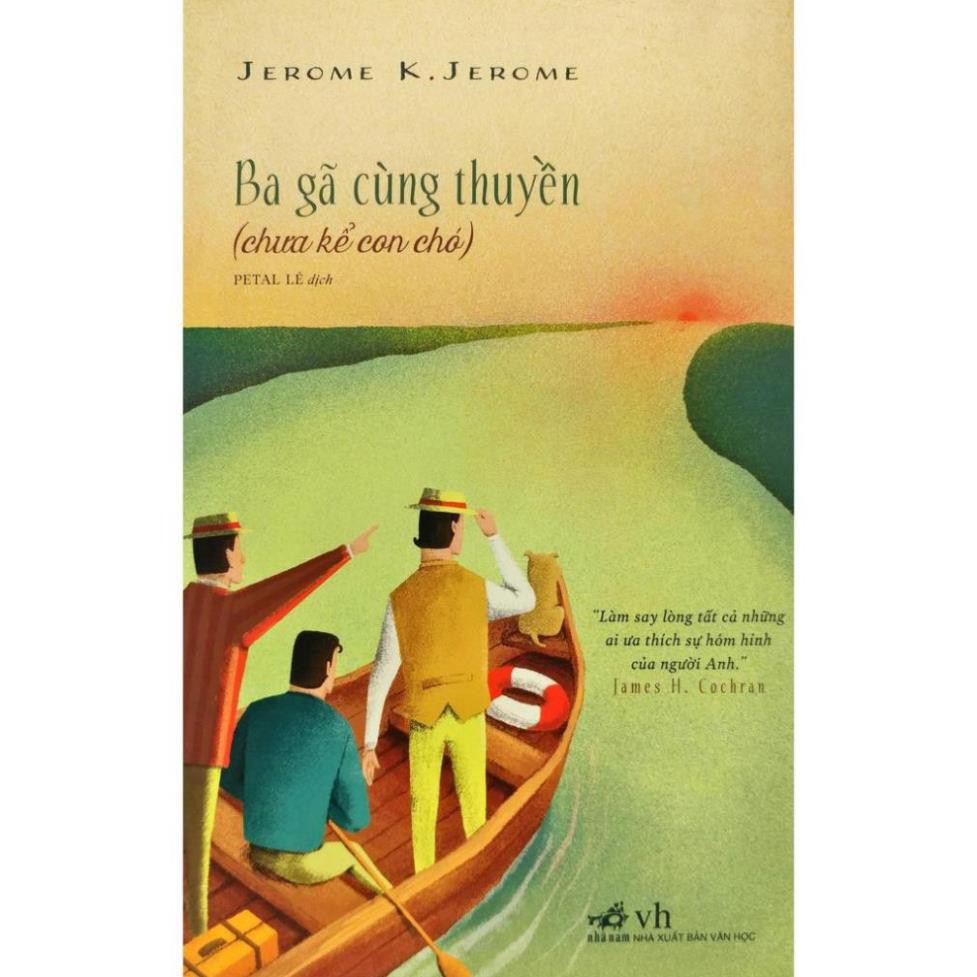 JEROME K. JEROME
Ba gã cùng thuyền
(chưa kể con chó)
PETAL LÊ dịch
“Làm say lòng tất cả những
ai ưa thích sự hóm hỉnh
của người Anh.”
James H. Cochran
vh
nhã nam NHÀ XUẤT BẢN VĂN HỌC